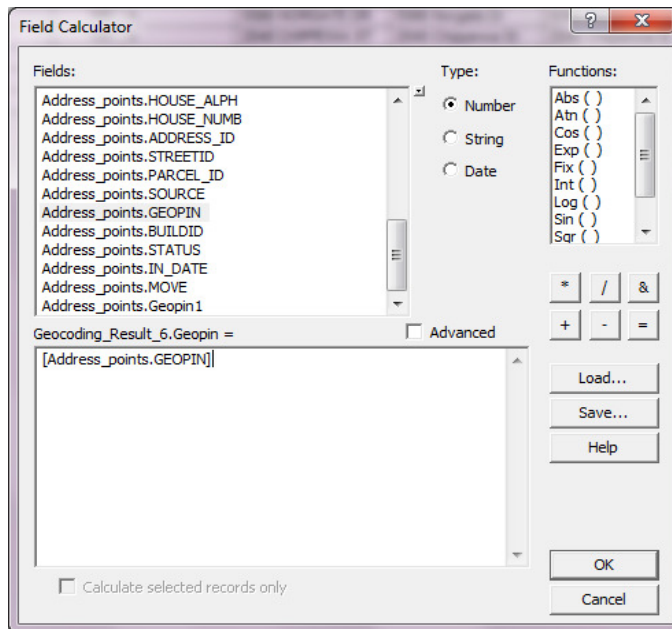 Field Calculator
Fields:
Address_points.HOUSE_ALPH
Address_points.HOUSE_NUMB
Address_points.ADDRESS_ID
Address_points.STREETID
Address_points.PARCEL_ID
Address_points.SOURCE
Address_points.GEOPIN
Address_points.BUILDID
Address_points.STATUS
Address_points.IN_DATE
Address_points.MOVE
Address_points.Geopin1
Type:
Number
String
Date
Functions:
Abs ( )
Atn ( )
Cos ( )
Exp ( )
Fix ( )
Int ( )
Log ( )
Sin ( )
Sqr ( )
* / &
+ - =
Geocoding_Result_6.Geopin =
Advanced
[Address_points.GEOPIN]
Load...
Save...
Help
Calculate selected records only
OK
Cancel